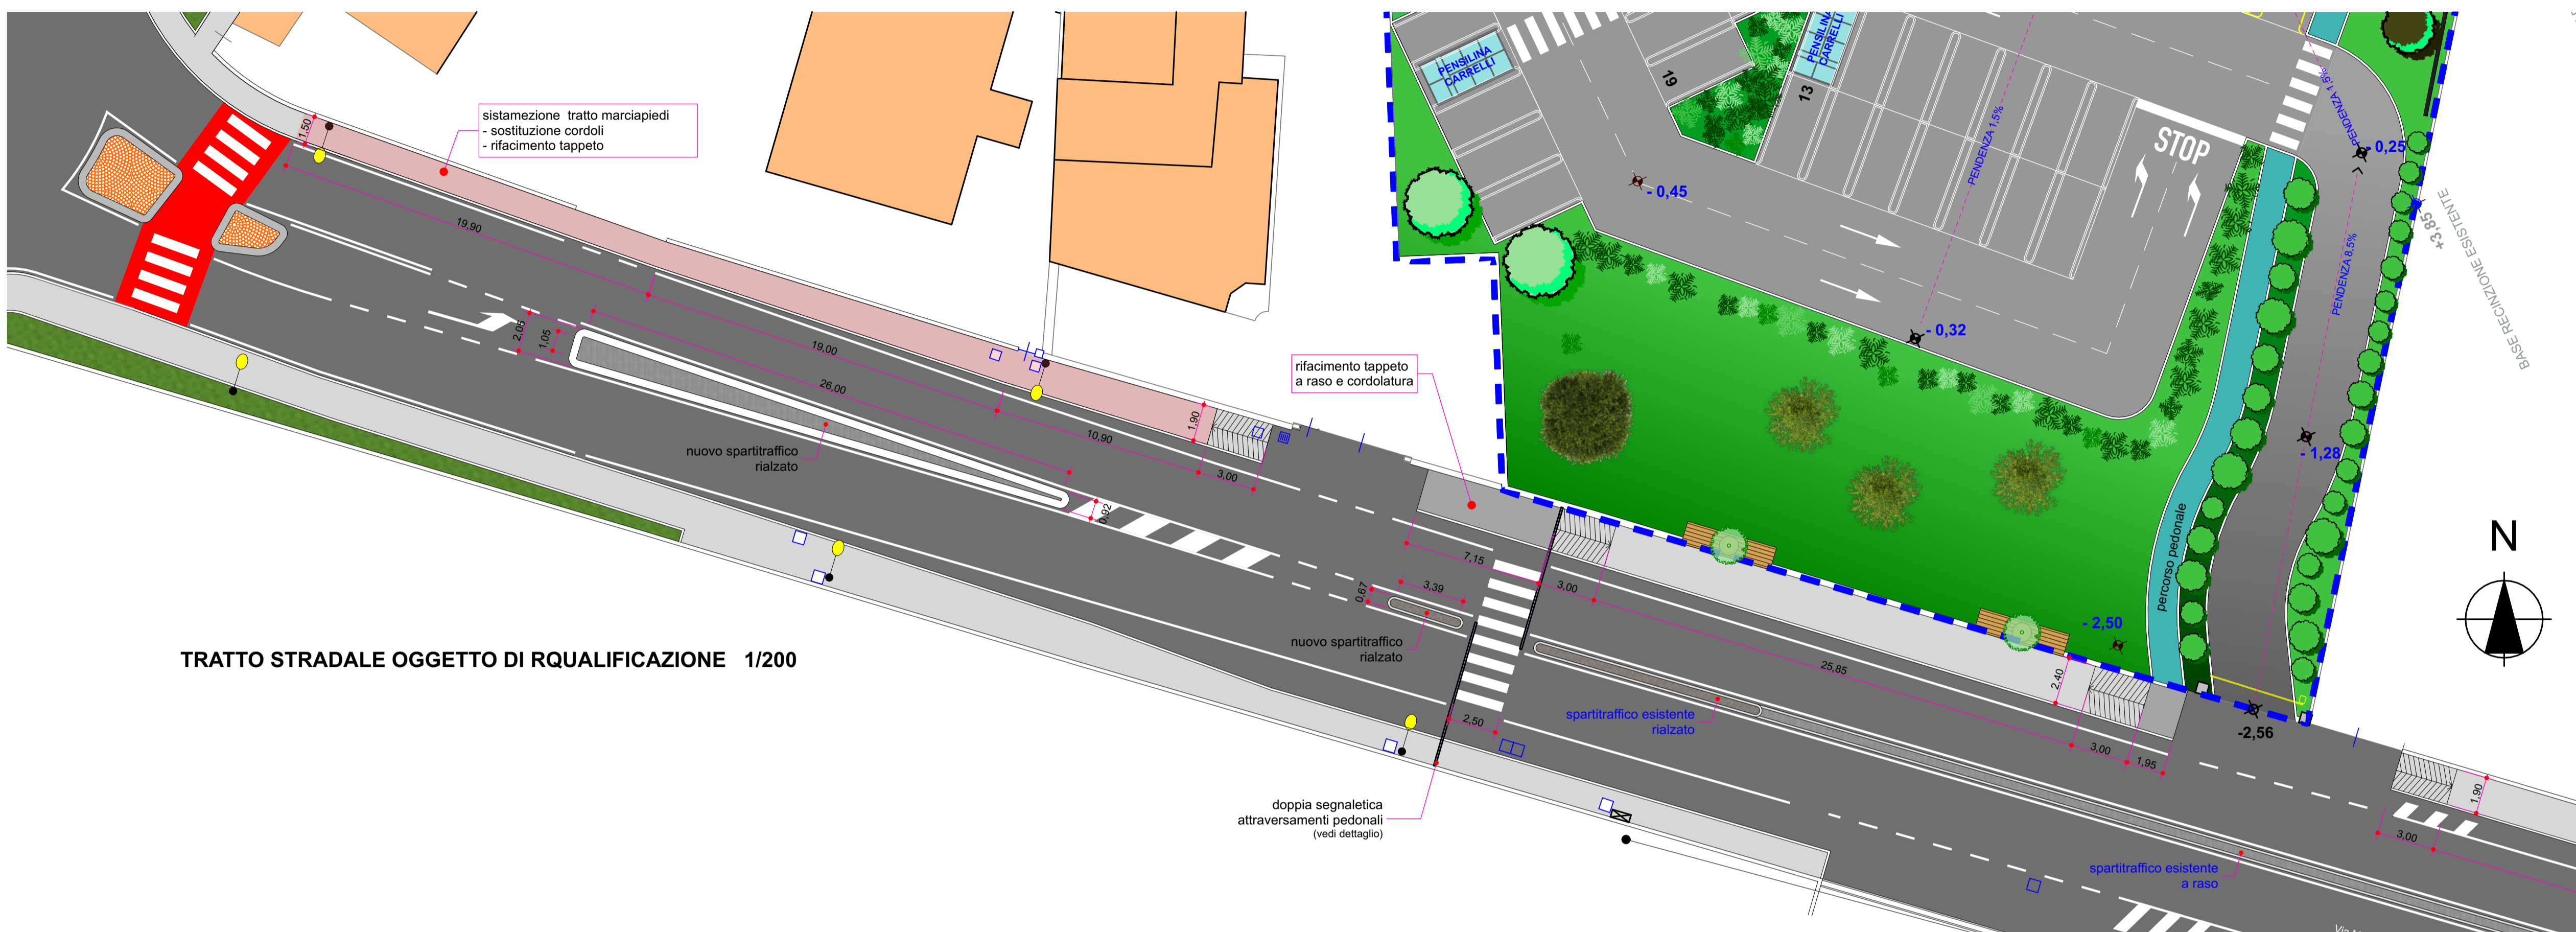 sistamezione  tratto marciapiedi
- sostituzione cordoli
- rifacimento tappeto
1,50
19,90
2,05
1,05
19,00
26,00
10,90
1,90
3,00
0,92
nuovo spartitraffico
rialzato
TRATTO STRADALE OGGETTO DI RQUALIFICAZIONE   1/200
rifacimento tappeto
a raso e cordolatura
7,15
3,39
0,67
3,00
nuovo spartitraffico
rialzato
2,50
25,85
2,40
3,00
1,95
spartitraffico esistente
rialzato
doppia segnaletica
attraversamenti pedonali
(vedi dettaglio)
spartitraffico esistente
a raso
1,90
3,00
PENSILINA
CARRELLI
19
PENSILINA
CARRELLI
13
- 0,45
PENDENZA 1,5%
- 0,32
STOP
PENDENZA 1,5%
- 0,25
PENDENZA 8,5%
+3,85
BASE RECINZIONE ESISTENTE
- 1,28
percorso pedonale
- 2,50
-2,56
N
Via